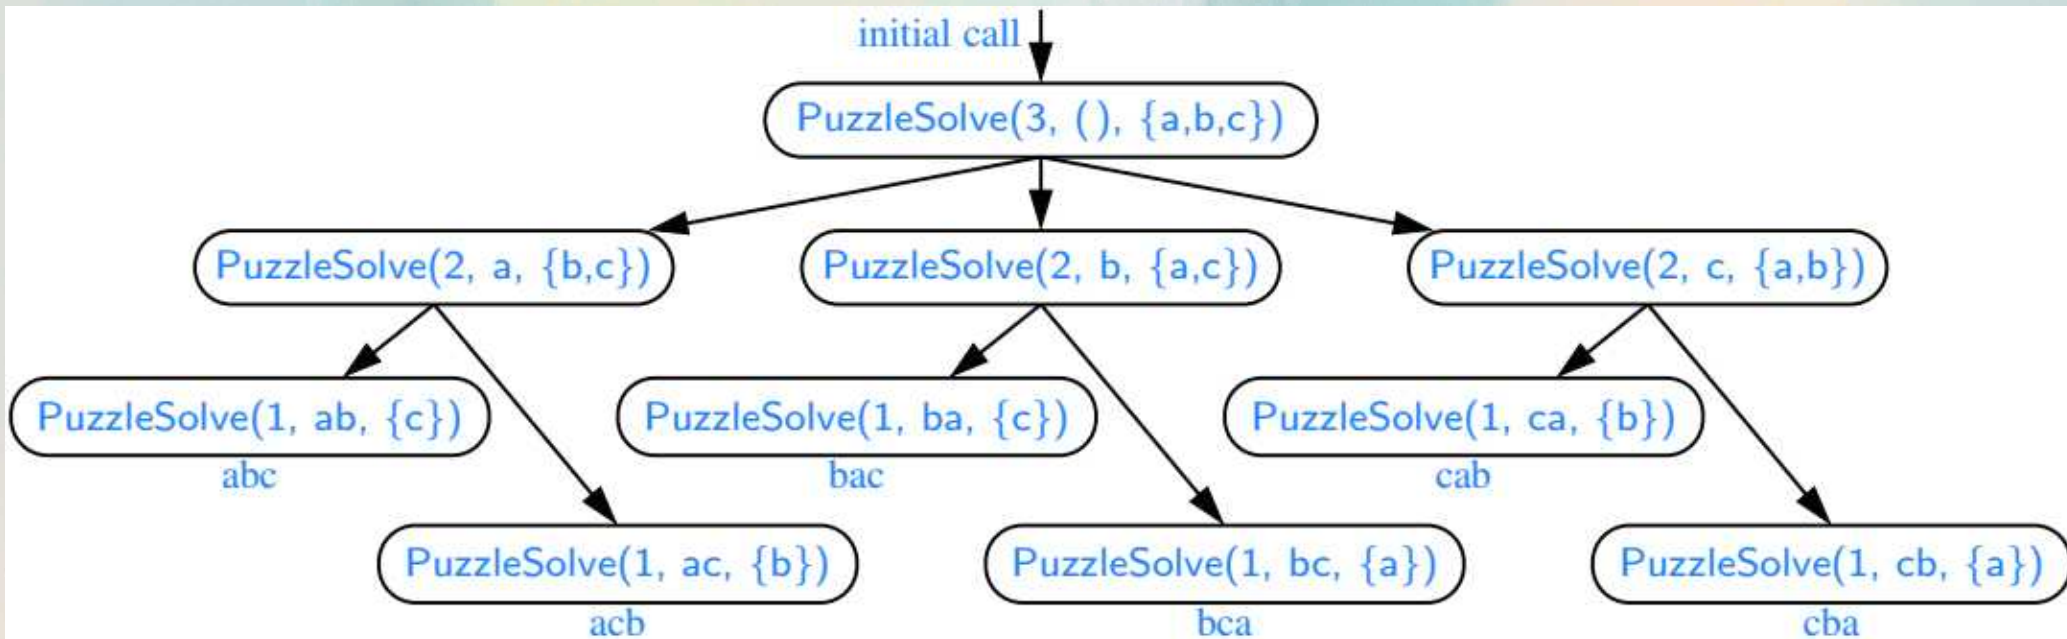 initial call
PuzzleSolve(3, ( ), {a,b,c})
PuzzleSolve(2, a, {b,c})
PuzzleSolve(2, b, {a,c})
PuzzleSolve(2, c, {a,b})
PuzzleSolve(1, ab, {c})
abc
PuzzleSolve(1, ba, {c})
bac
PuzzleSolve(1, ca, {b})
cab
PuzzleSolve(1, ac, {b})
acb
PuzzleSolve(1, bc, {a})
bca
PuzzleSolve(1, cb, {a})
cba